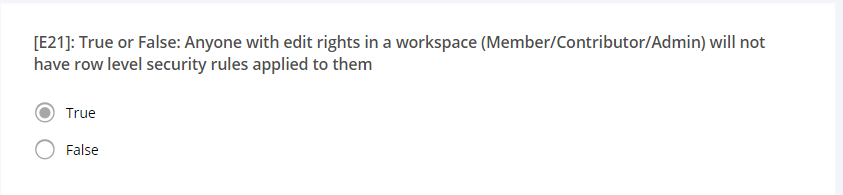 [E21]: True or False: Anyone with edit rights in a workspace (Member/Contributor/Admin) will not
have row level security rules applied to them
True
False